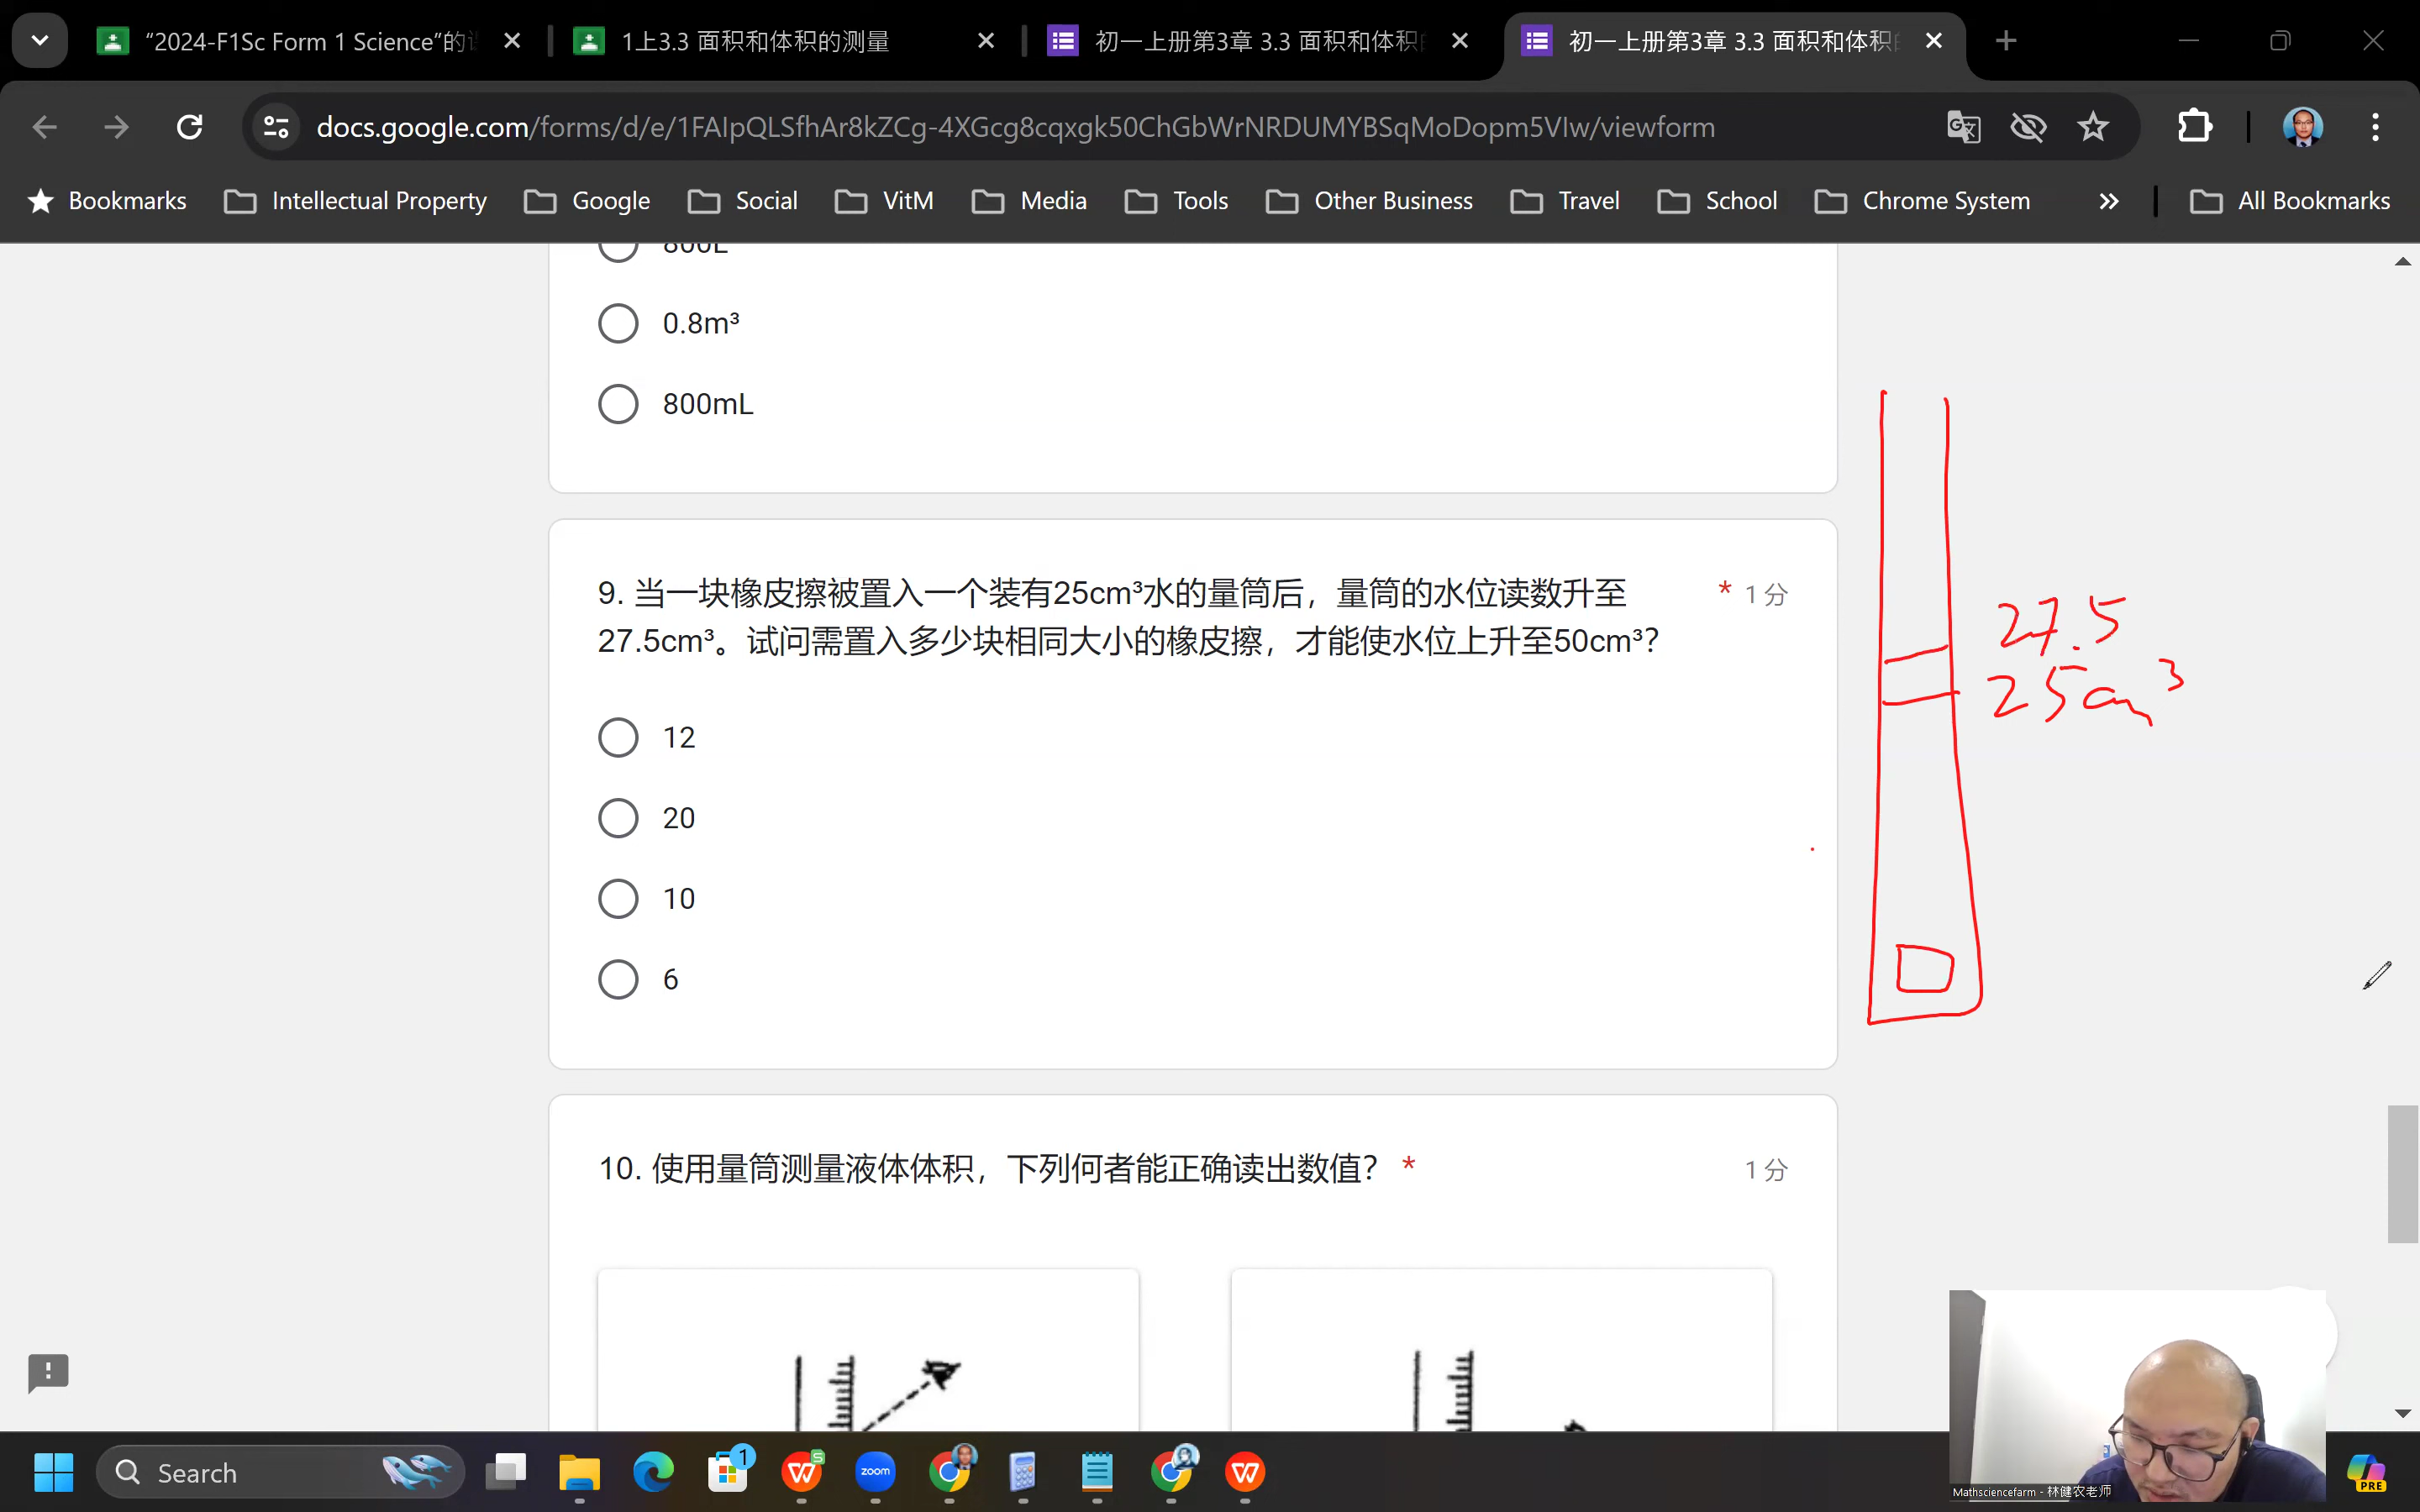 “2024-F1Sc Form 1 Science”的
1上3.3 面积和体积的测量
初一上册第3章 3.3 面积和体积
初一上册第3章 3.3 面积和体积
docs.google.com/forms/d/e/1FAIpQLSfhAr8kZCg-4XGcg8cqxgk50ChGbWrNRDUMYBSqMoDopm5VIw/viewform
Bookmarks Intellectual Property Google Social VitM Media Tools Other Business Travel School Chrome System » All Bookmarks
800L
0.8m³
800mL
9. 当一块橡皮擦被置入一个装有25cm³水的量筒后，量筒的水位读数升至
27.5cm³。试问需置入多少块相同大小的橡皮擦，才能使水位上升至50cm³？
* 1 分
12
20
10
6
27.5
25cm³
10. 使用量筒测量液体体积，下列何者能正确读出数值？ *
1 分
Mathsciencefarm - 林健农老师
Search
1
S
zoom
PRE